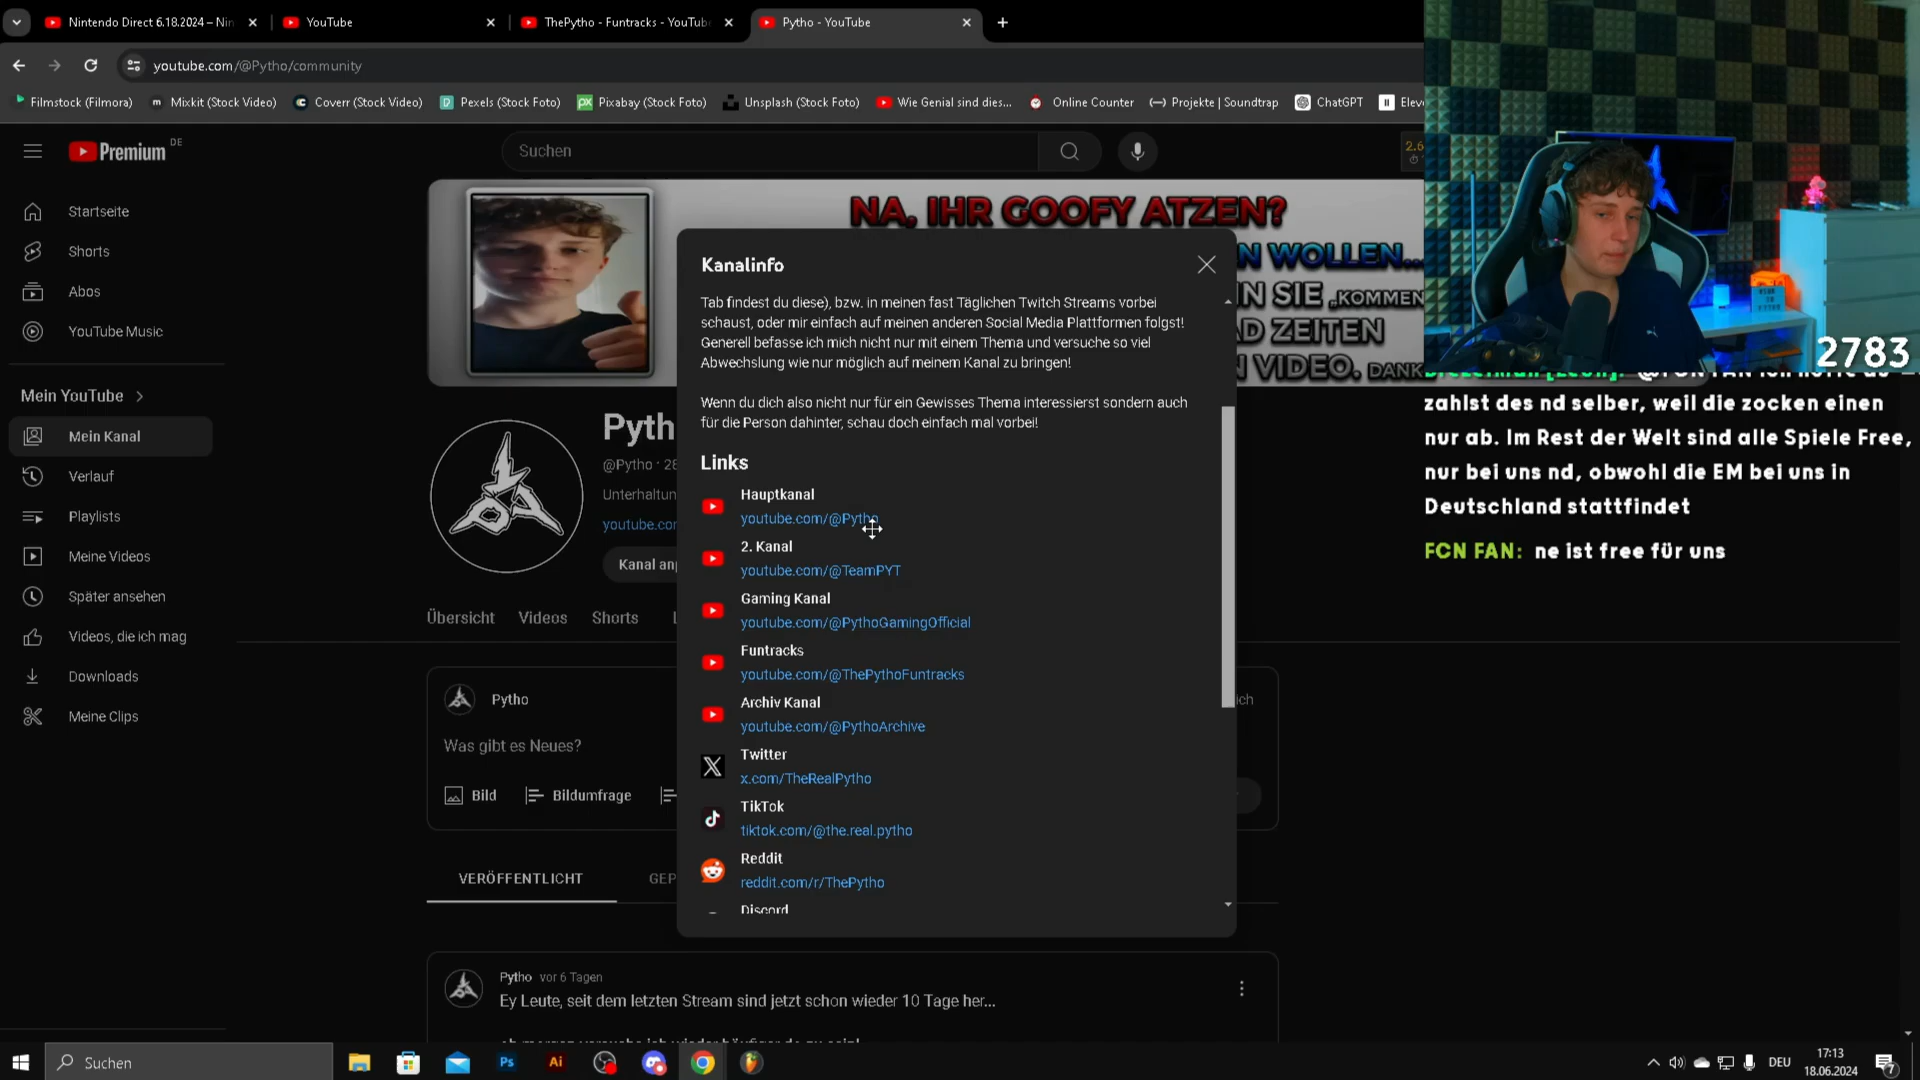 Nintendo Direct 6.18.2024 – Nin
YouTube
ThePytho - Funtracks - YouTube
Pytho - YouTube
youtube.com/@Pytho/community
Filmstock (Filmora)
Mixkit (Stock Video)
Coverr (Stock Video)
Pexels (Stock Foto)
Pixabay (Stock Foto)
Unsplash (Stock Foto)
Wie Genial sind dies...
Online Counter
Projekte | Soundtrap
ChatGPT
Premium DE
Suchen
Startseite
Shorts
Abos
YouTube Music
Mein YouTube
Mein Kanal
Verlauf
Playlists
Meine Videos
Später ansehen
Videos, die ich mag
Downloads
Meine Clips
NA, IHR GOOFY ATZEN?
WOLLEN...
SIE „KOMMEN
ZEITEN
VIDEO. DANK
@Pytho
Übersicht
Videos
Shorts
Pytho
Was gibt es Neues?
Bild
Bildumfrage
VERÖFFENTLICHT
Pytho vor 6 Tagen
Ey Leute, seit dem letzten Stream sind jetzt schon wieder 10 Tage her...
Kanalinfo
Tab findest du diese), bzw. in meinen fast Täglichen Twitch Streams vorbei
schaust, oder mir einfach auf meinen anderen Social Media Plattformen folgst!
Generell befasse ich mich nicht nur mit einem Thema und versuche so viel
Abwechslung wie nur möglich auf meinem Kanal zu bringen!
Wenn du dich also nicht nur für ein Gewisses Thema interessierst sondern auch
für die Person dahinter, schau doch einfach mal vorbei!
Links
Hauptkanal
youtube.com/@Pytho
2. Kanal
youtube.com/@TeamPYT
Gaming Kanal
youtube.com/@PythoGamingOfficial
Funtracks
youtube.com/@ThePythoFuntracks
Archiv Kanal
youtube.com/@PythoArchive
Twitter
x.com/TheRealPytho
TikTok
tiktok.com/@the.real.pytho
Reddit
reddit.com/r/ThePytho
Discord
2783
zahlst des nd selber, weil die zocken einen
nur ab. Im Rest der Welt sind alle Spiele Free,
nur bei uns nd, obwohl die EM bei uns in
Deutschland stattfindet
FCN FAN: ne ist free für uns
Suchen
Ps
Ai
DEU
17:13
18.06.2024
7